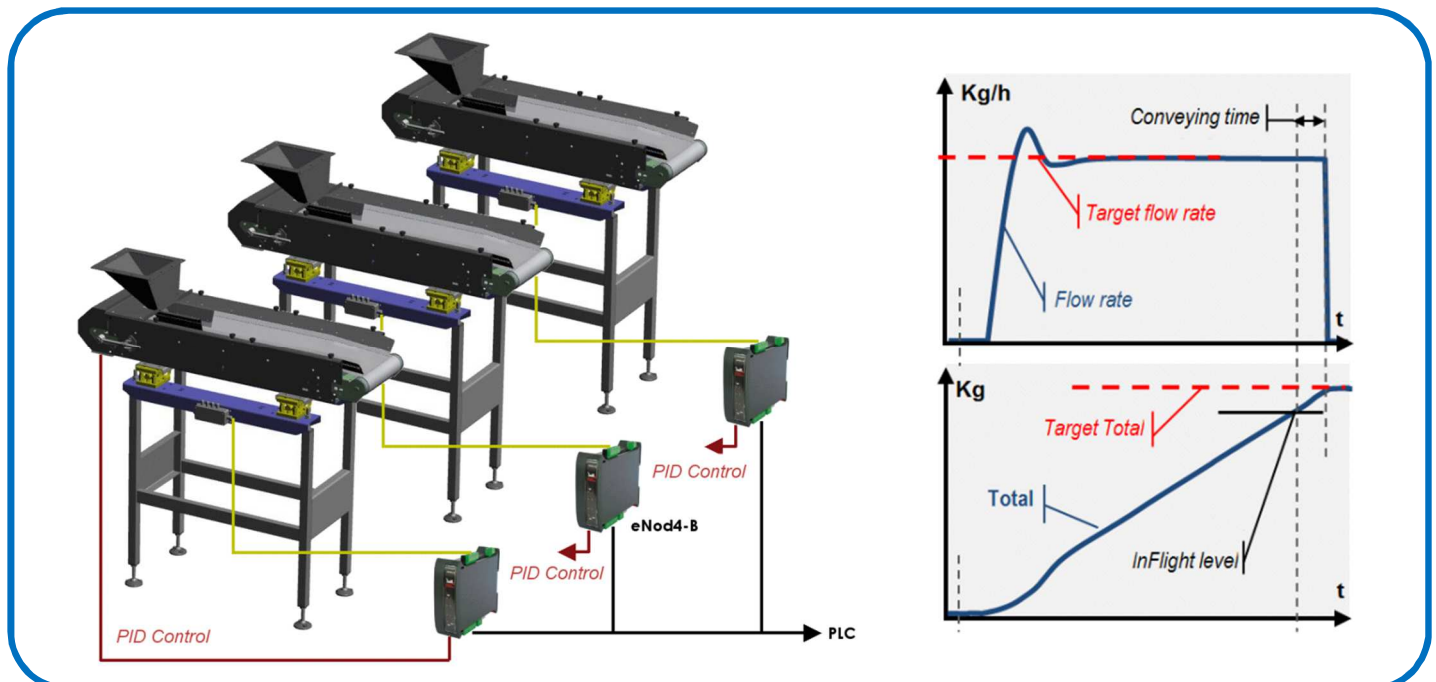 PID Control
PID Control
PID Control
eNod4-B
PLC
Kg/h
Conveying time
Target flow rate
Flow rate
t
Kg
Target Total
Total
InFlight level
t